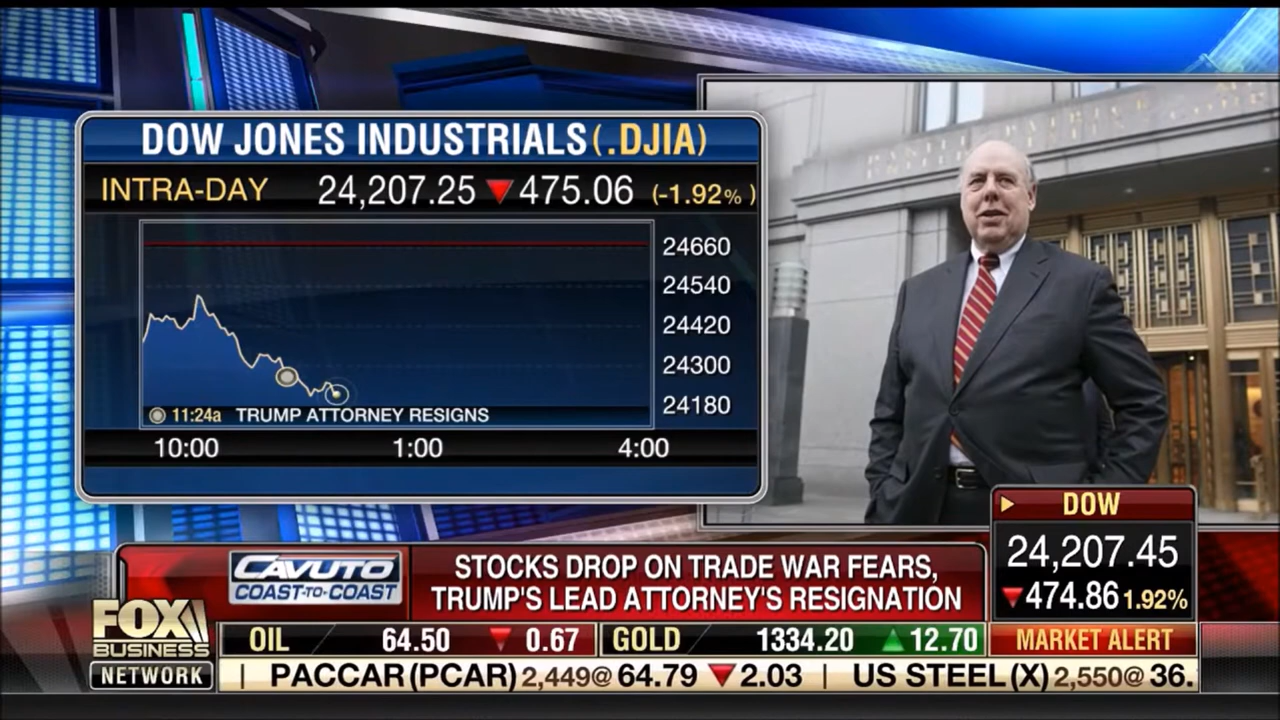 DOW JONES INDUSTRIALS (.DJIA)
INTRA-DAY 24,207.25 ▼ 475.06 (-1.92%)
24660
24540
24420
24300
24180
11:24a TRUMP ATTORNEY RESIGNS
10:00 1:00 4:00
DOW
24,207.45
▼ 474.86 1.92%
MARKET ALERT
CAVUTO
COAST-TO-COAST
STOCKS DROP ON TRADE WAR FEARS,
TRUMP'S LEAD ATTORNEY'S RESIGNATION
FOX
BUSINESS
NETWORK
OIL 64.50 ▼ 0.67 GOLD 1334.20 ▲ 12.70
| PACCAR (PCAR) 2,449@ 64.79 ▼ 2.03 | US STEEL (X) 2,550@ 36.